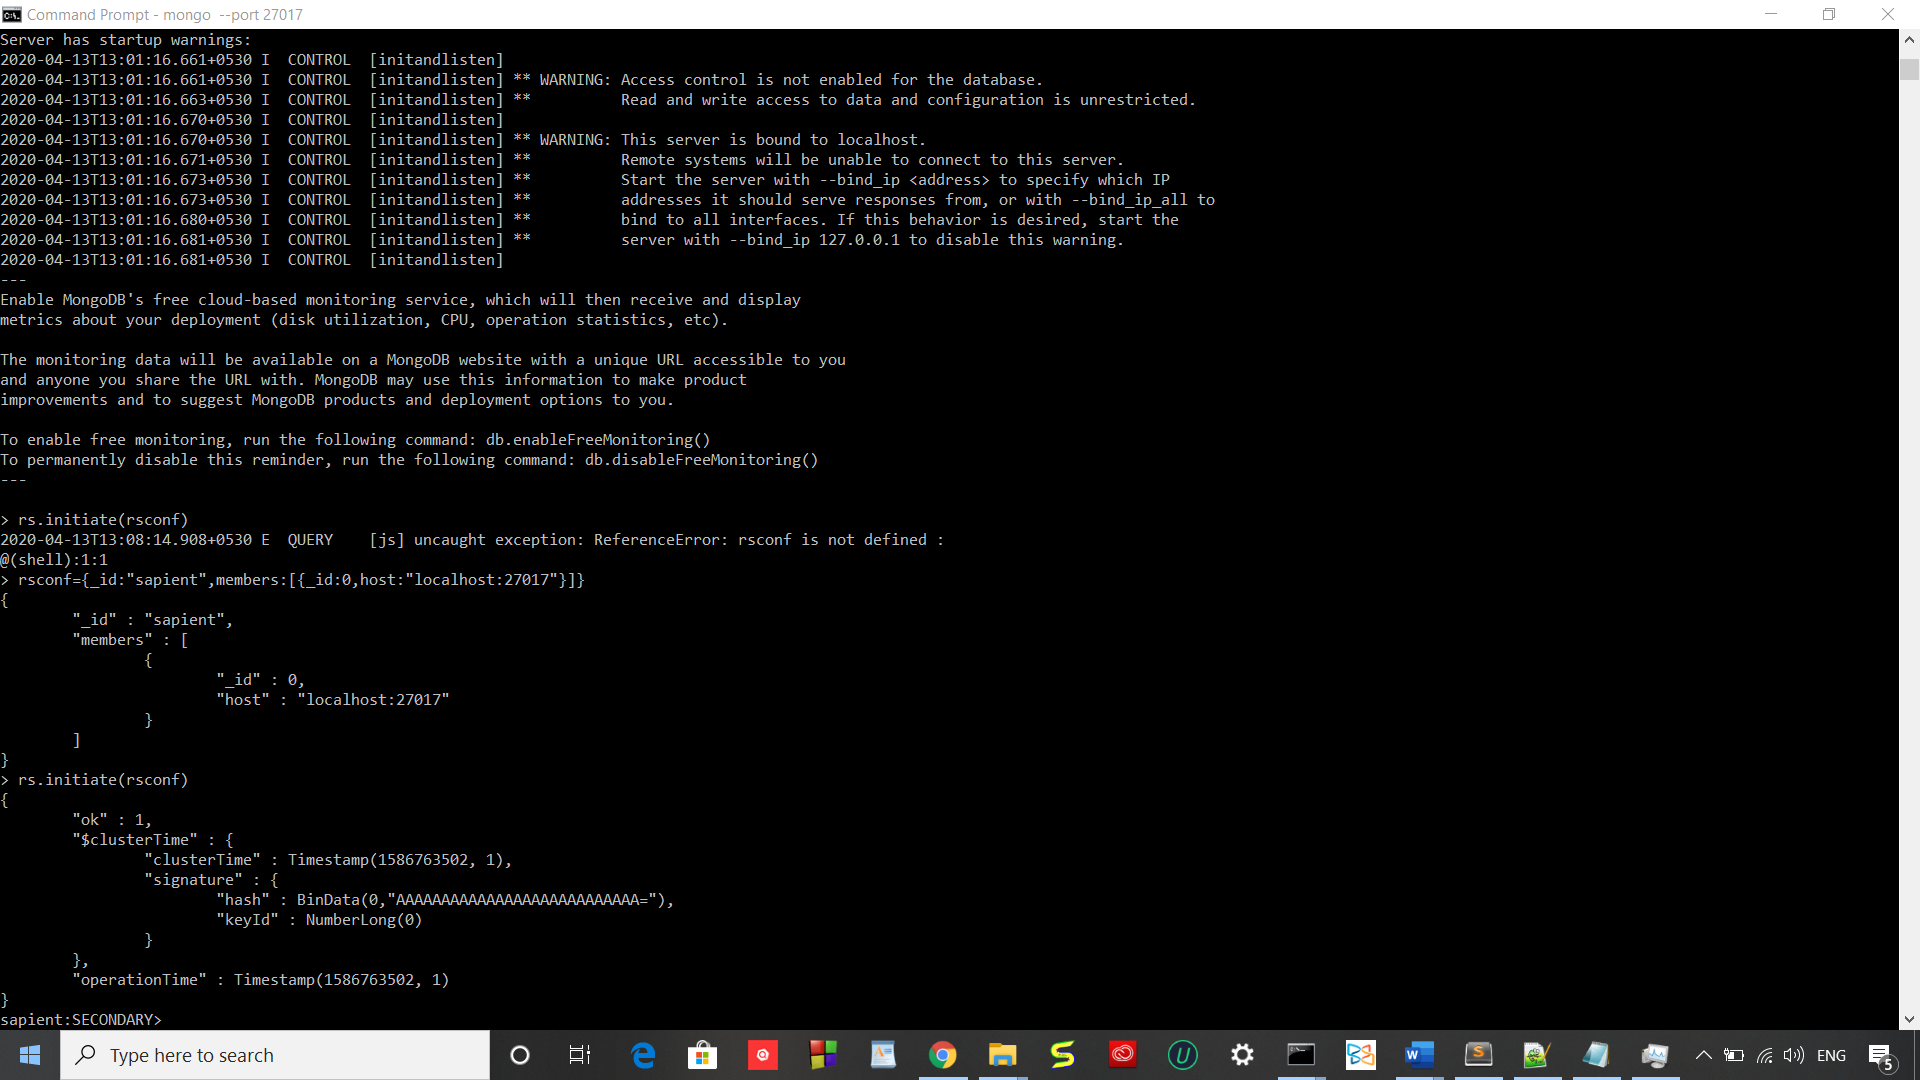 Command Prompt - mongo  --port 27017
Server has startup warnings:
2020-04-13T13:01:16.661+0530 I  CONTROL  [initandlisten]
2020-04-13T13:01:16.661+0530 I  CONTROL  [initandlisten] ** WARNING: Access control is not enabled for the database.
2020-04-13T13:01:16.663+0530 I  CONTROL  [initandlisten] **          Read and write access to data and configuration is unrestricted.
2020-04-13T13:01:16.670+0530 I  CONTROL  [initandlisten]
2020-04-13T13:01:16.670+0530 I  CONTROL  [initandlisten] ** WARNING: This server is bound to localhost.
2020-04-13T13:01:16.671+0530 I  CONTROL  [initandlisten] **          Remote systems will be unable to connect to this server.
2020-04-13T13:01:16.673+0530 I  CONTROL  [initandlisten] **          Start the server with --bind_ip <address> to specify which IP
2020-04-13T13:01:16.673+0530 I  CONTROL  [initandlisten] **          addresses it should serve responses from, or with --bind_ip_all to
2020-04-13T13:01:16.680+0530 I  CONTROL  [initandlisten] **          bind to all interfaces. If this behavior is desired, start the
2020-04-13T13:01:16.681+0530 I  CONTROL  [initandlisten] **          server with --bind_ip 127.0.0.1 to disable this warning.
2020-04-13T13:01:16.681+0530 I  CONTROL  [initandlisten]
---
Enable MongoDB's free cloud-based monitoring service, which will then receive and display
metrics about your deployment (disk utilization, CPU, operation statistics, etc).

The monitoring data will be available on a MongoDB website with a unique URL accessible to you
and anyone you share the URL with. MongoDB may use this information to make product
improvements and to suggest MongoDB products and deployment options to you.

To enable free monitoring, run the following command: db.enableFreeMonitoring()
To permanently disable this reminder, run the following command: db.disableFreeMonitoring()
---

> rs.initiate(rsconf)
2020-04-13T13:08:14.908+0530 E  QUERY    [js] uncaught exception: ReferenceError: rsconf is not defined :
@(shell):1:1
> rsconf={_id:"sapient",members:[{_id:0,host:"localhost:27017"}]}
{
        "_id" : "sapient",
        "members" : [
                {
                        "_id" : 0,
                        "host" : "localhost:27017"
                }
        ]
}
> rs.initiate(rsconf)
{
        "ok" : 1,
        "$clusterTime" : {
                "clusterTime" : Timestamp(1586763502, 1),
                "signature" : {
                        "hash" : BinData(0,"AAAAAAAAAAAAAAAAAAAAAAAAAAA="),
                        "keyId" : NumberLong(0)
                }
        },
        "operationTime" : Timestamp(1586763502, 1)
}
sapient:SECONDARY>
Type here to search
ENG
5